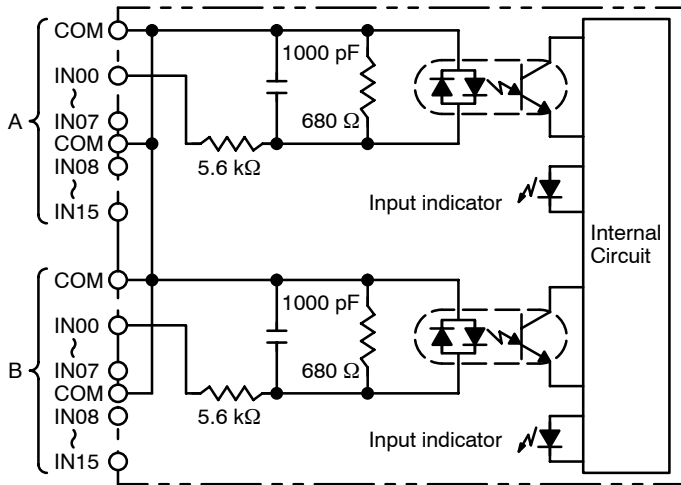 COM
1000 pF
IN00
A
IN07
680 Ω
COM
5.6 kΩ
IN08
Input indicator
IN15
Internal
Circuit
COM
1000 pF
IN00
B
IN07
680 Ω
COM
5.6 kΩ
IN08
Input indicator
IN15